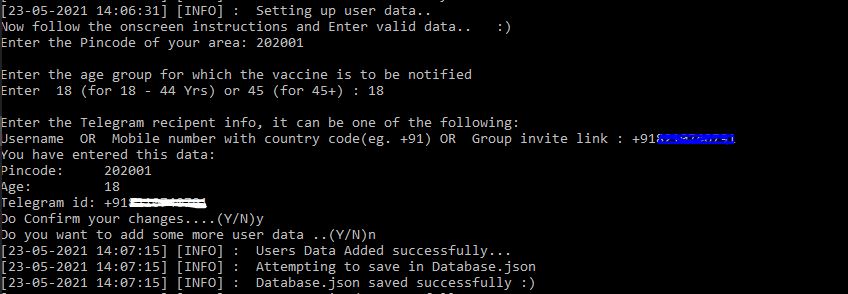 [23-05-2021 14:06:31] [INFO] :  Setting up user data..
Now follow the onscreen instructions and Enter valid data..   :)
Enter the Pincode of your area: 202001
Enter the age group for which the vaccine is to be notified
Enter  18 (for 18 - 44 Yrs) or 45 (for 45+) : 18
Enter the Telegram recipent info, it can be one of the following:
Username  OR  Mobile number with country code(eg. +91) OR  Group invite link : +91
You have entered this data:
Pincode:     202001
Age:         18
Telegram id: +91
Do Confirm your changes....(Y/N)y
Do you want to add some more user data ..(Y/N)n
[23-05-2021 14:07:15] [INFO] :  Users Data Added successfully...
[23-05-2021 14:07:15] [INFO] :  Attempting to save in Database.json
[23-05-2021 14:07:15] [INFO] :  Database.json saved successfully :)